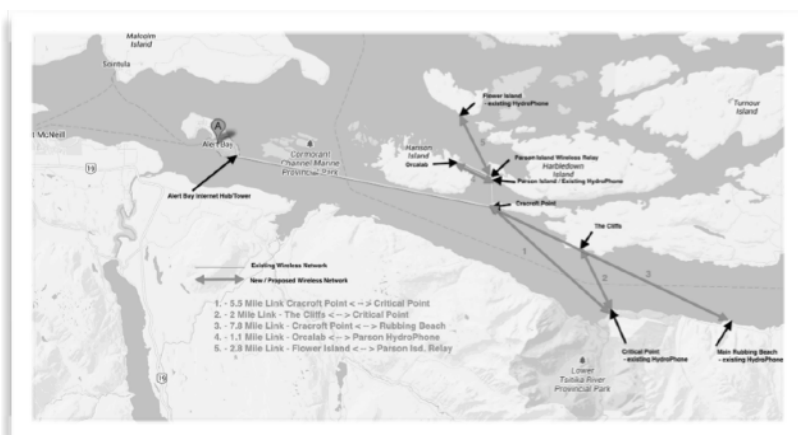 Malcolm
Island
Sointula
t McNeill
19
A
Alert Bay
Cormorant
Channel Marine
Provincial Park
Alert Bay Internet Hub/Tower
Flower Island
- existing HydroPhone
Turnour
Island
Hanson
Island
Orcalab
Parson Island Wireless Relay
Harbledown
Island
Parson Island / Existing HydroPhone
Cracroft Point
The Cliffs
5
1
2
3
Existing Wireless Network
New / Proposed Wireless Network
1. - 5.5 Mile Link Cracroft Point < -- > Critical Point
2. - 2 Mile Link - The Cliffs < -- > Critical Point
3. - 7.8 Mile Link - Cracroft Point < -- > Rubbing Beach
4. - 1.1 Mile Link - Orcalab < -- > Parson HydroPhone
5. - 2.8 Mile Link - Flower Island < -- > Parson Isd. Relay
Critical Point
- existing HydroPhone
Main Rubbing Beach
- existing HydroPhone
Lower
Tsitika River
Provincial Park
19